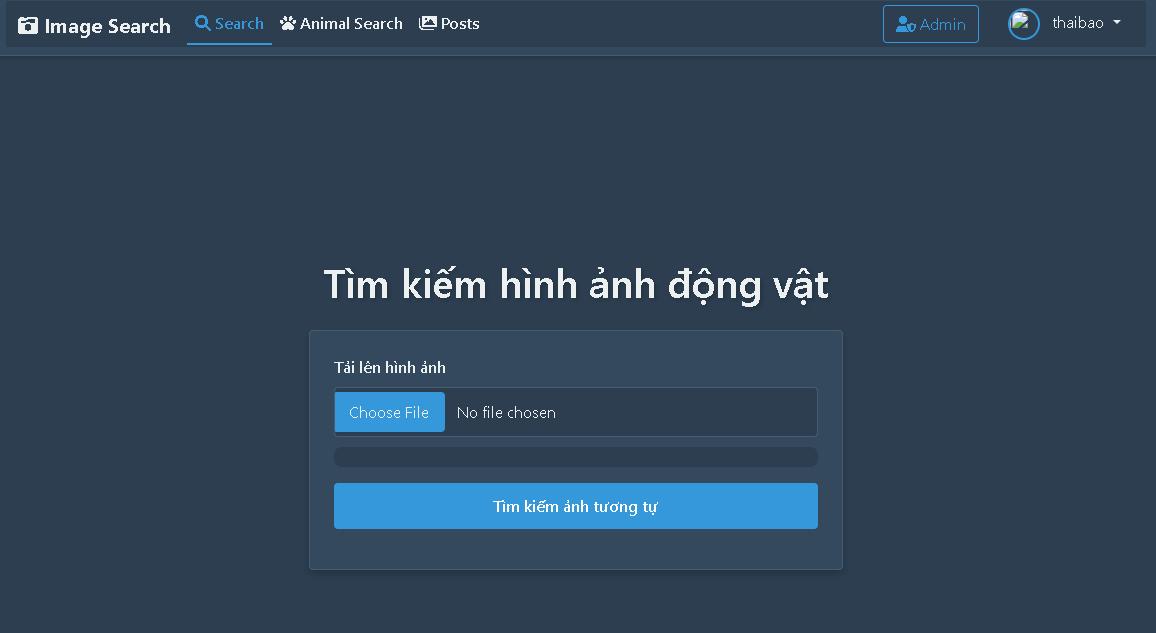 Image Search Search Animal Search Posts Admin thaibao
Tìm kiếm hình ảnh động vật
Tải lên hình ảnh
Choose File No file chosen
Tìm kiếm ảnh tương tự